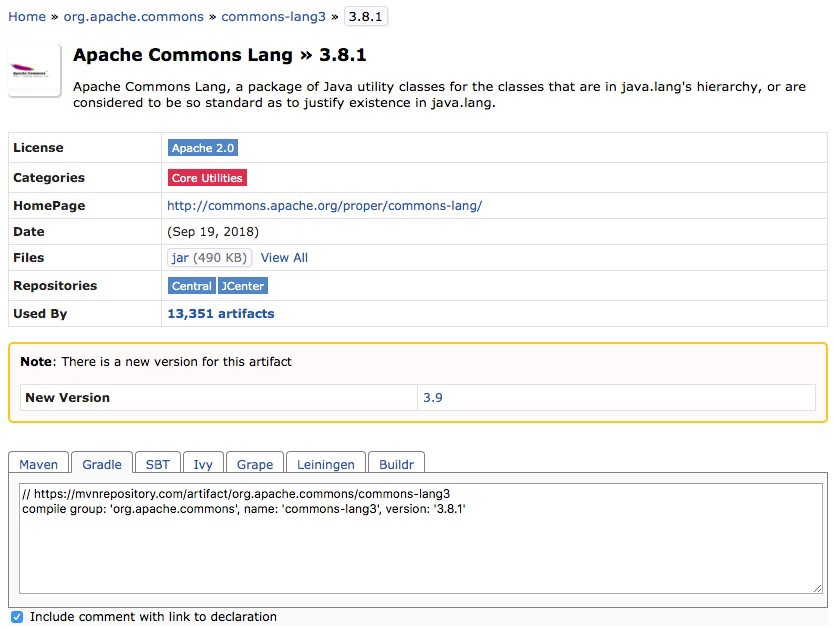 Home » org.apache.commons » commons-lang3 » 3.8.1
Apache Commons Lang » 3.8.1
Apache Commons Lang, a package of Java utility classes for the classes that are in java.lang's hierarchy, or are
considered to be so standard as to justify existence in java.lang.
License Apache 2.0
Categories Core Utilities
HomePage http://commons.apache.org/proper/commons-lang/
Date (Sep 19, 2018)
Files jar (490 KB) View All
Repositories Central JCenter
Used By 13,351 artifacts
Note: There is a new version for this artifact
New Version 3.9
Maven Gradle SBT Ivy Grape Leiningen Buildr
// https://mvnrepository.com/artifact/org.apache.commons/commons-lang3
compile group: 'org.apache.commons', name: 'commons-lang3', version: '3.8.1'
Include comment with link to declaration